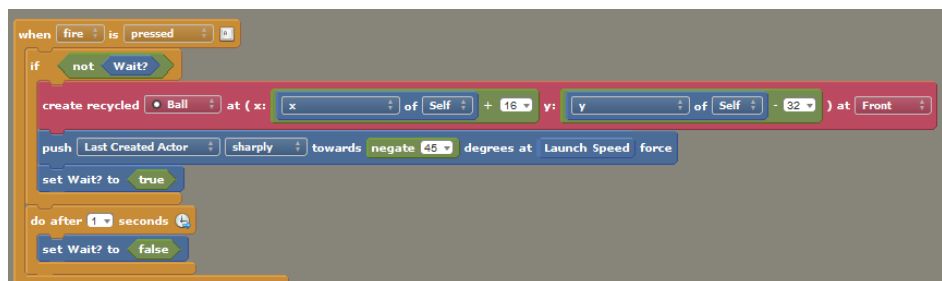 when fire is pressed
if not Wait?
create recycled Ball at ( x: x of Self + 16 y: y of Self - 32 ) at Front
push Last Created Actor sharply towards negate 45 degrees at Launch Speed force
set Wait? to true
do after 1 seconds
set Wait? to false